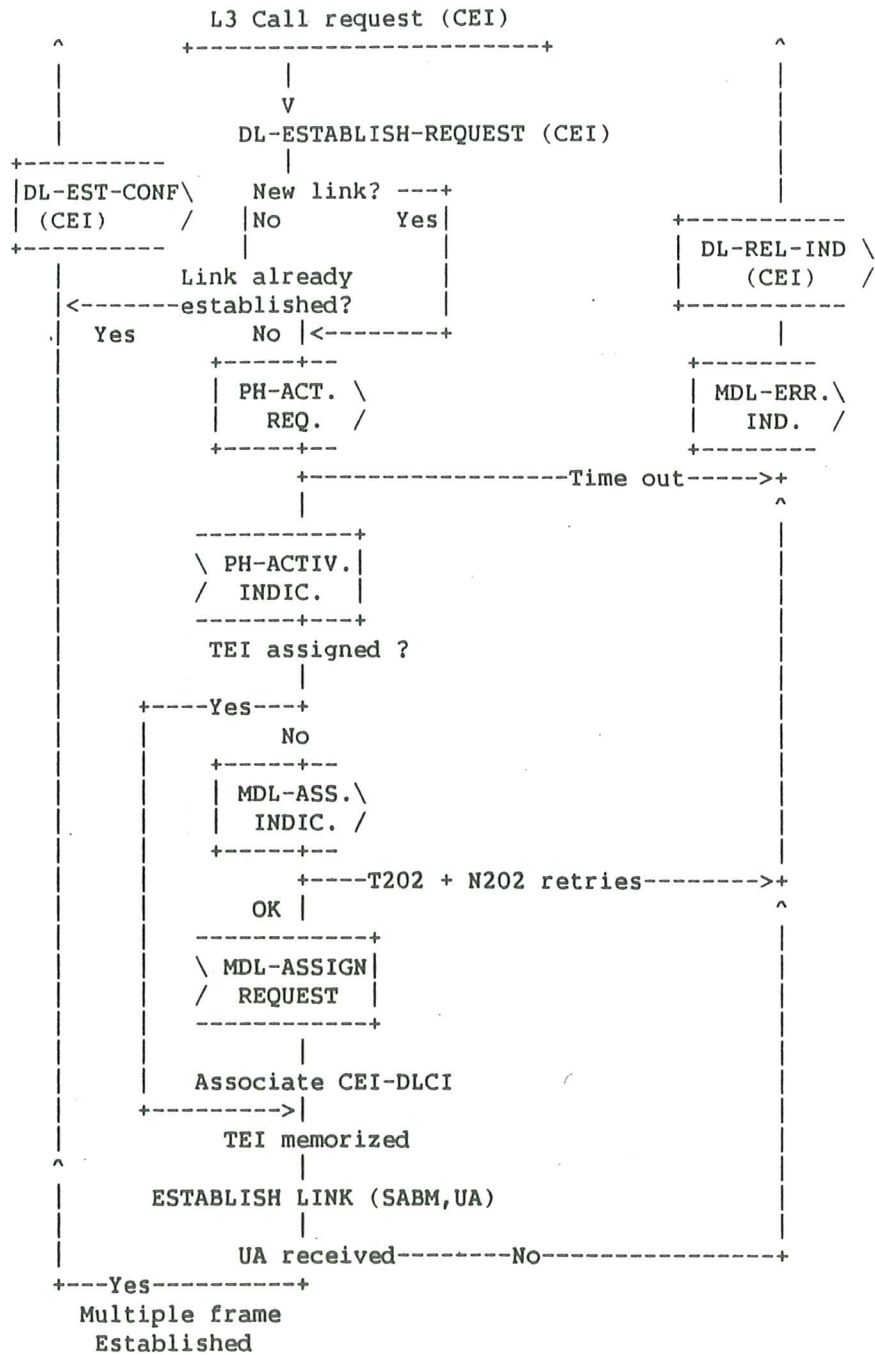 L3 Call request (CEI)
DL-ESTABLISH-REQUEST (CEI)
DL-EST-CONF
(CEI)
New link?
No Yes
DL-REL-IND
(CEI)
Link already
established?
Yes No
PH-ACT.
REQ.
MDL-ERR.
IND.
Time out
PH-ACTIV.
INDIC.
TEI assigned ?
Yes
No
MDL-ASS.
INDIC.
T202 + N202 retries
OK
MDL-ASSIGN
REQUEST
Associate CEI-DLCI
TEI memorized
ESTABLISH LINK (SABM,UA)
UA received No
Yes
Multiple frame
Established